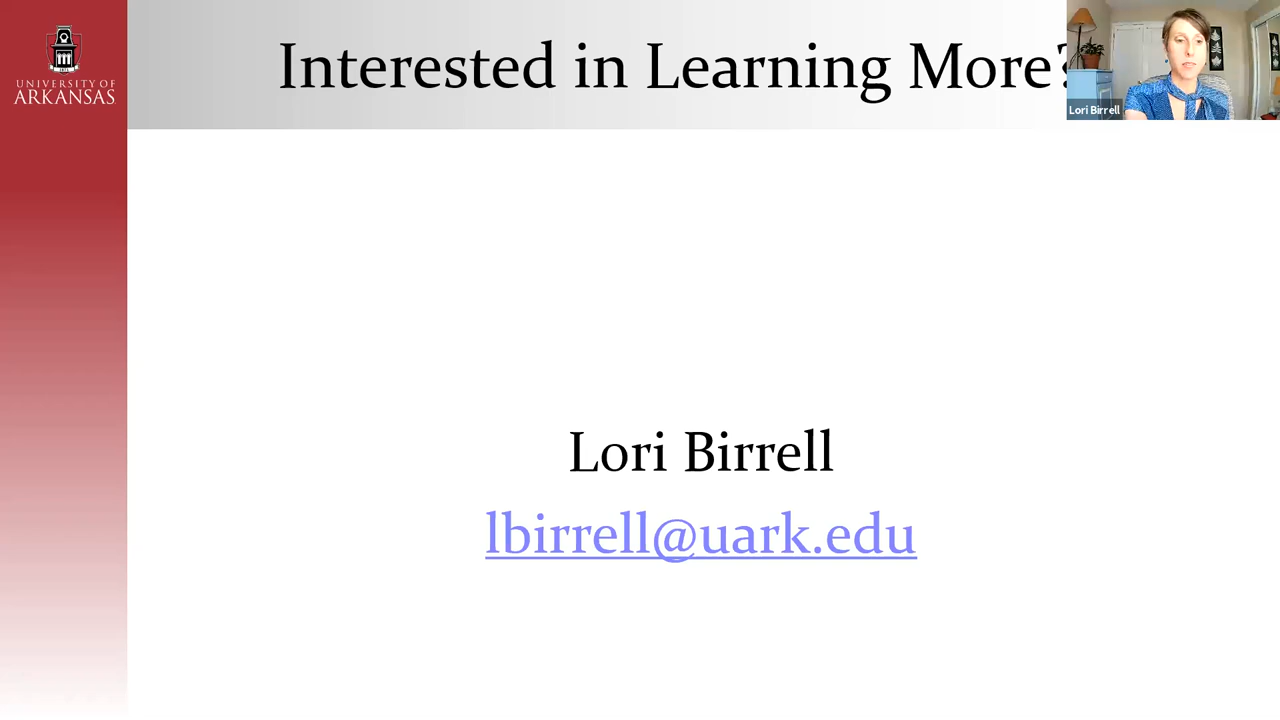 UNIVERSITY OF
ARKANSAS
Interested in Learning More?
Lori Birrell
Lori Birrell
lbirrell@uark.edu